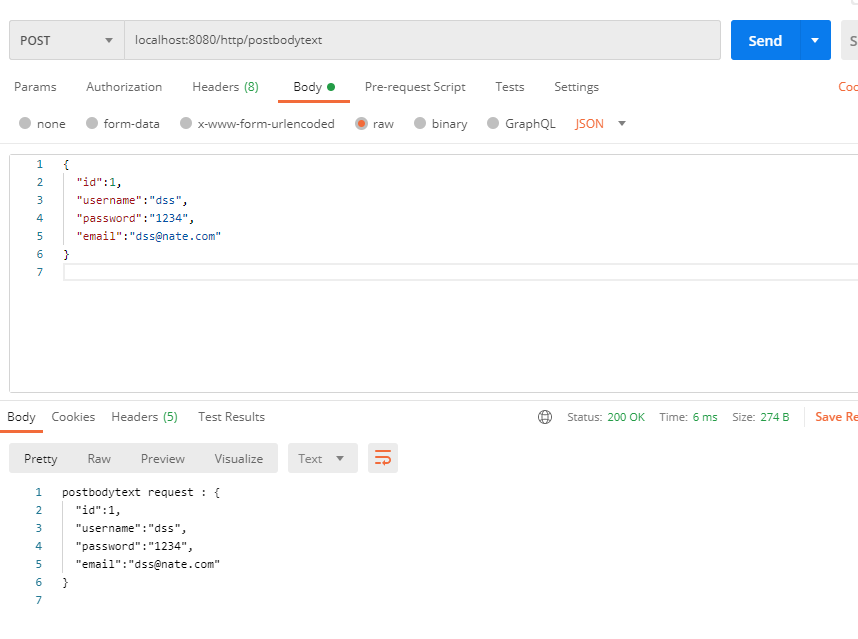 POST localhost:8080/http/postbodytext Send S
Params Authorization Headers (8) Body Pre-request Script Tests Settings Coo
none form-data x-www-form-urlencoded raw binary GraphQL JSON
1 {
2 "id":1,
3 "username":"dss",
4 "password":"1234",
5 "email":"dss@nate.com"
6 }
7
Body Cookies Headers (5) Test Results Status: 200 OK Time: 6 ms Size: 274 B Save Re
Pretty Raw Preview Visualize Text
1 postbodytext request : {
2 "id":1,
3 "username":"dss",
4 "password":"1234",
5 "email":"dss@nate.com"
6 }
7